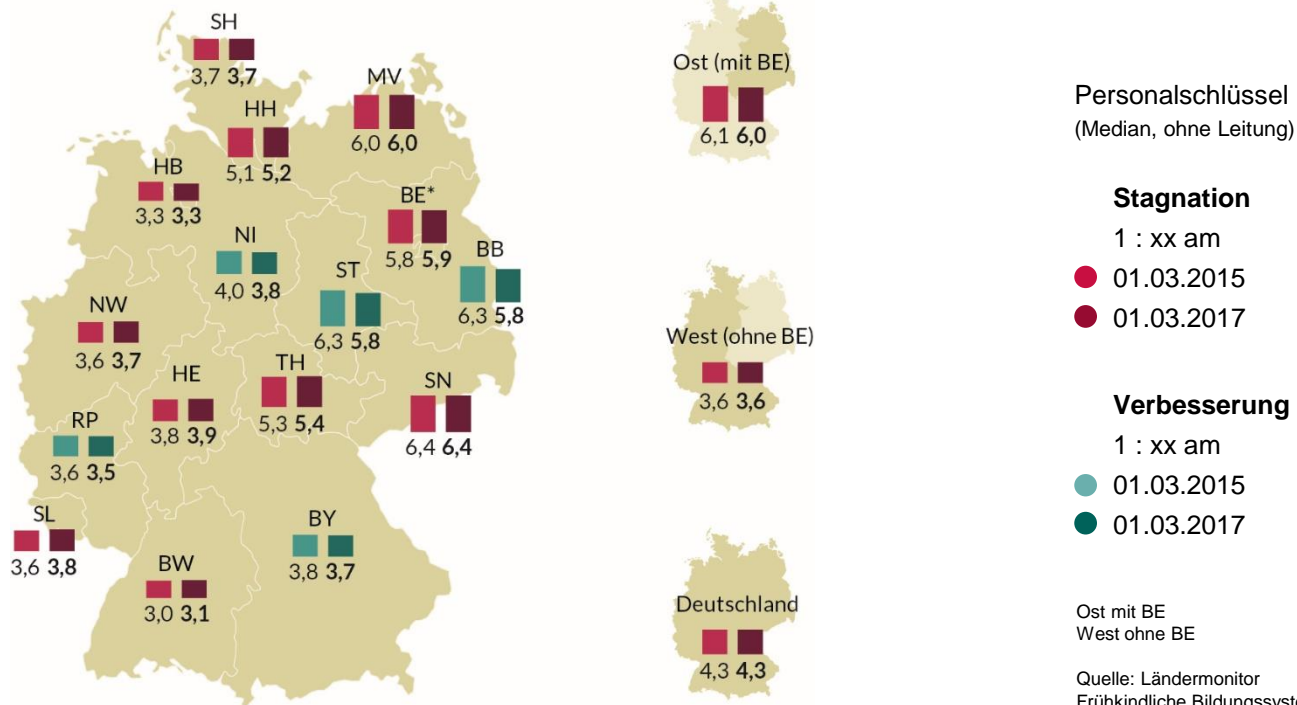 SH
3,7 3,7
MV
6,0 6,0
HH
5,1 5,2
HB
3,3 3,3
BE*
5,8 5,9
NI
4,0 3,8
BB
6,3 5,8
ST
6,3 5,8
NW
3,6 3,7
HE
3,8 3,9
TH
5,3 5,4
SN
6,4 6,4
RP
3,6 3,5
SL
3,6 3,8
BY
3,8 3,7
BW
3,0 3,1
Ost (mit BE)
6,1 6,0
West (ohne BE)
3,6 3,6
Deutschland
4,3 4,3
Personalschlüssel
(Median, ohne Leitung)
Stagnation
1 : xx am
01.03.2015
01.03.2017
Verbesserung
1 : xx am
01.03.2015
01.03.2017
Ost mit BE
West ohne BE
Quelle: Ländermonitor
Frühkindliche